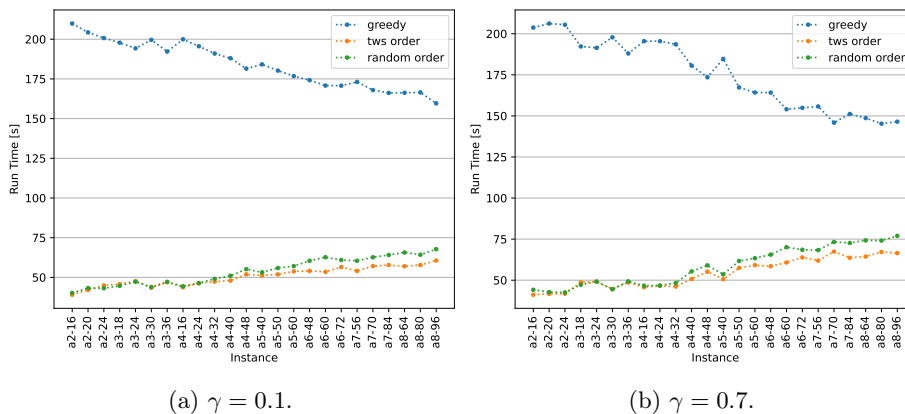 greedy
tws order
random order
200
175
150
125
100
75
50
Run Time [s]
a2-16
a2-20
a2-24
a3-18
a3-24
a3-30
a3-36
a4-16
a4-24
a4-32
a4-40
a4-48
a5-40
a5-50
a5-60
a6-48
a6-60
a6-72
a7-56
a7-70
a7-84
a8-64
a8-80
a8-96
Instance
(a) γ = 0.1.
greedy
tws order
random order
200
175
150
125
100
75
50
Run Time [s]
a2-16
a2-20
a2-24
a3-18
a3-24
a3-30
a3-36
a4-16
a4-24
a4-32
a4-40
a4-48
a5-40
a5-50
a5-60
a6-48
a6-60
a6-72
a7-56
a7-70
a7-84
a8-64
a8-80
a8-96
Instance
(b) γ = 0.7.